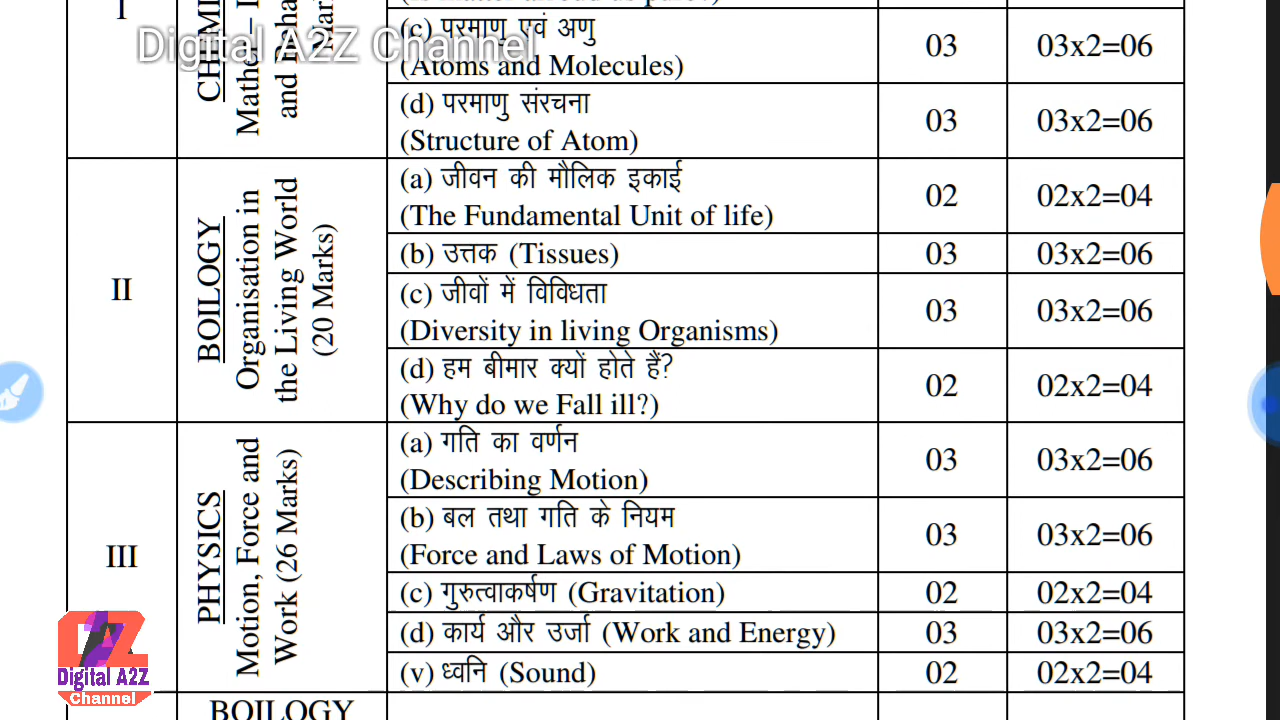 I
CHEMI
Matter – I
and Beha
Mar
(c) परमाणु एवं अणु
(Atoms and Molecules)
03
03x2=06
Digital A2Z Channel
(d) परमाणु संरचना
(Structure of Atom)
03
03x2=06
II
BOILOGY
Organisation in
the Living World
(20 Marks)
(a) जीवन की मौलिक इकाई
(The Fundamental Unit of life)
02
02x2=04
(b) उत्तक (Tissues)
03
03x2=06
(c) जीवों में विविधता
(Diversity in living Organisms)
03
03x2=06
(d) हम बीमार क्यों होते हैं?
(Why do we Fall ill?)
02
02x2=04
III
PHYSICS
Motion, Force and
Work (26 Marks)
(a) गति का वर्णन
(Describing Motion)
03
03x2=06
(b) बल तथा गति के नियम
(Force and Laws of Motion)
03
03x2=06
(c) गुरुत्वाकर्षण (Gravitation)
02
02x2=04
(d) कार्य और उर्जा (Work and Energy)
03
03x2=06
(v) ध्वनि (Sound)
02
02x2=04
BOILOGY
AZ
Digital A2Z
Channel